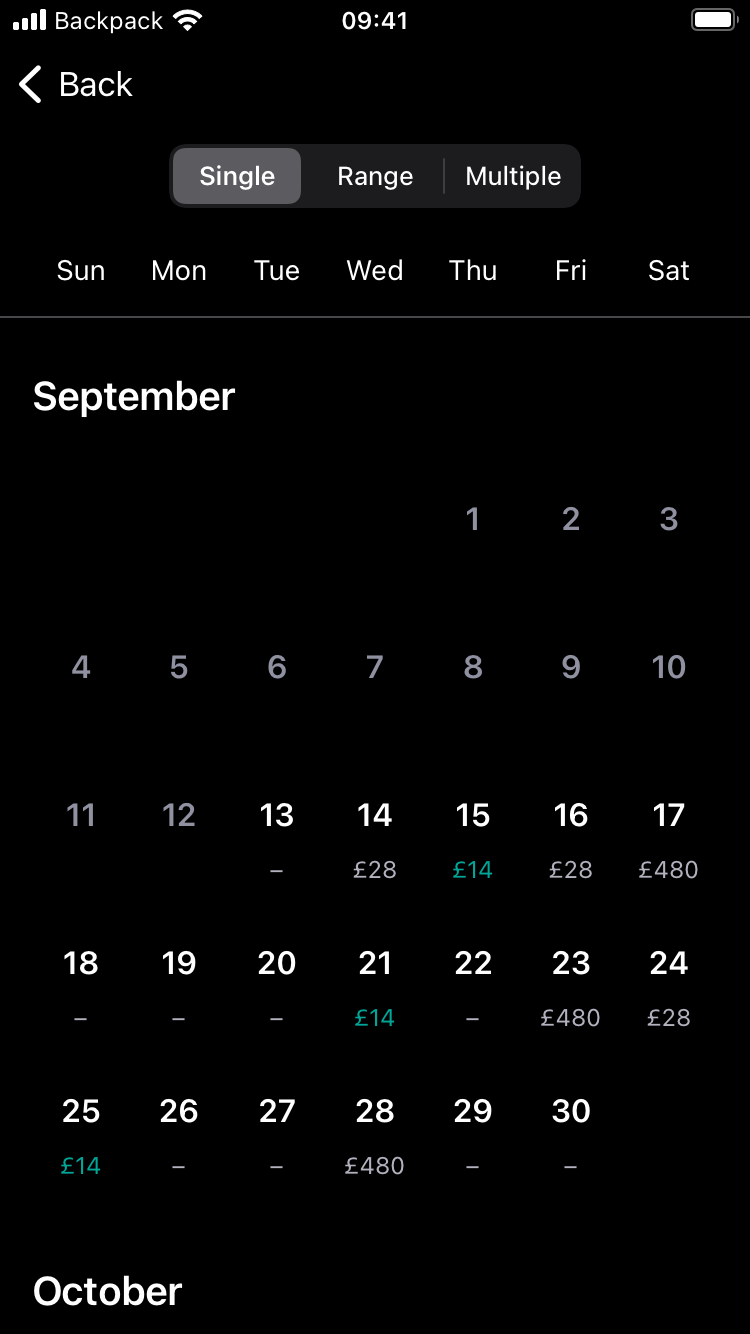 Backpack 09:41
Back
Single Range Multiple
Sun Mon Tue Wed Thu Fri Sat
September
1 2 3
4 5 6 7 8 9 10
11 12 13 14 15 16 17
– £28 £14 £28 £480
18 19 20 21 22 23 24
– – – £14 – £480 £28
25 26 27 28 29 30
£14 – – £480 – –
October